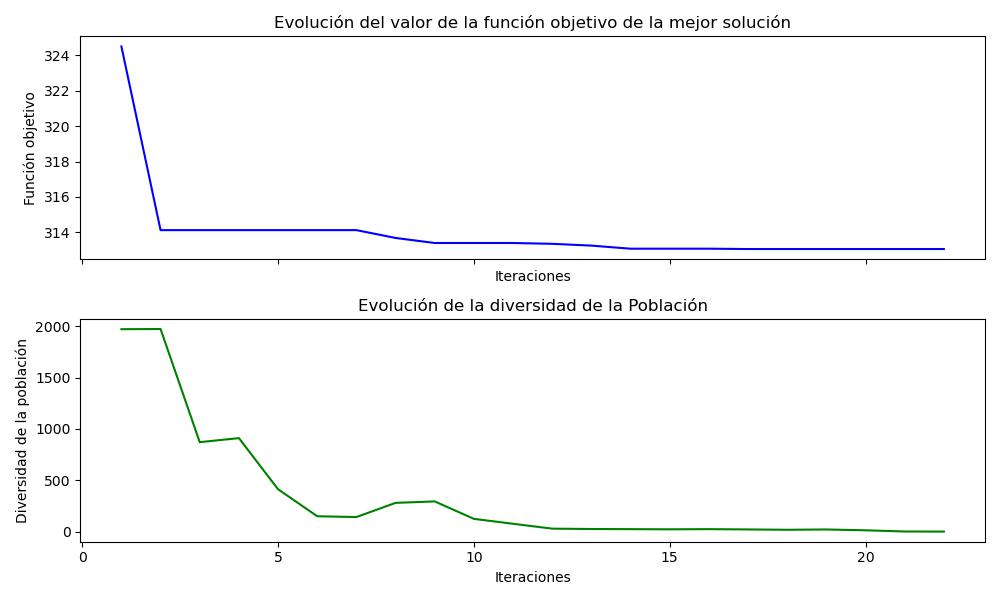 Evolución del valor de la función objetivo de la mejor solución
Función objetivo
324
322
320
318
316
314
Iteraciones
Evolución de la diversidad de la Población
Diversidad de la población
2000
1500
1000
500
0
0 5 10 15 20
Iteraciones